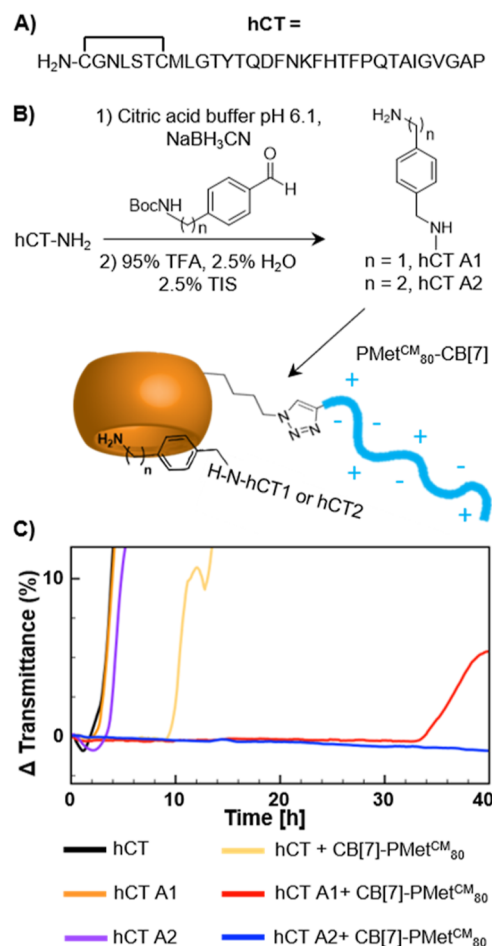 A)
hCT =
H₂N-CGNLSTCMLGTYTQDFNKFHTFPQTAIGVGAP
B)
1) Citric acid buffer pH 6.1,
NaBH₃CN
O
H
BocHN
n
hCT-NH₂
2) 95% TFA, 2.5% H₂O
2.5% TIS
H₂N
n
NH
n = 1, hCT A1
n = 2, hCT A2
PMetᶜᴹ₈₀-CB[7]
N
N=N
+ + + +
- - - -
H₂N
n
H-N-hCT1 or hCT2
C)
Δ Transmittance (%)
10
0
0 10 20 30 40
Time [h]
hCT
hCT + CB[7]-PMetᶜᴹ₈₀
hCT A1
hCT A1+ CB[7]-PMetᶜᴹ₈₀
hCT A2
hCT A2+ CB[7]-PMetᶜᴹ₈₀